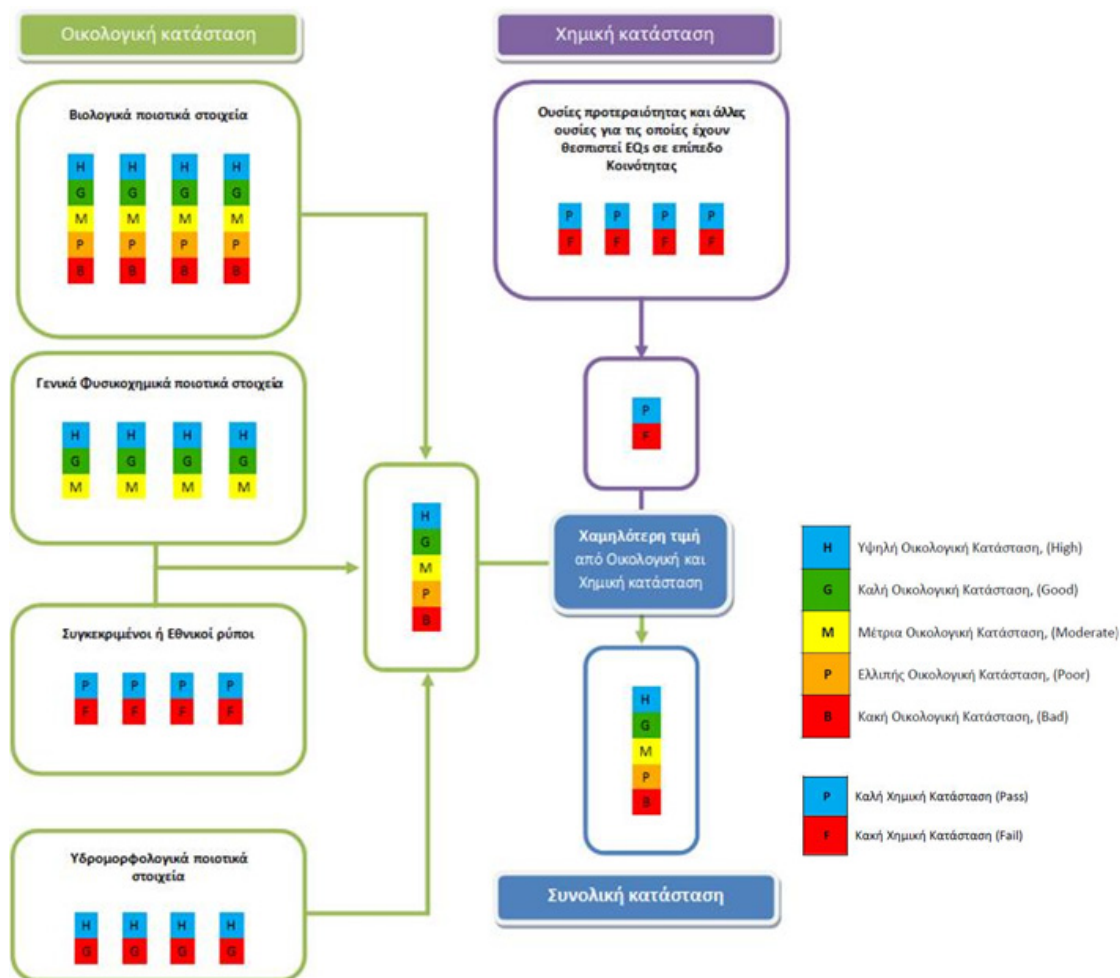 Οικολογική κατάσταση
Χημική κατάσταση
Βιολογικά ποιοτικά στοιχεία
H H H H
G G G G
M M M M
P P P P
B B B B
Ουσίες προτεραιότητας και άλλες
ουσίες για τις οποίες έχουν
θεσπιστεί EQs σε επίπεδο
Κοινότητας
P P P P
F F F F
Γενικά Φυσικοχημικά ποιοτικά στοιχεία
H H H H
G G G G
M M M M
P
F
H
G
M
P
B
Χαμηλότερη τιμή
από Οικολογική και
Χημική κατάσταση
Συγκεκριμένοι ή Εθνικοί ρύποι
P P P P
F F F F
H
G
M
P
B
Υδρομορφολογικά ποιοτικά
στοιχεία
H H H H
G G G G
Συνολική κατάσταση
H Υψηλή Οικολογική Κατάσταση, (High)
G Καλή Οικολογική Κατάσταση, (Good)
M Μέτρια Οικολογική Κατάσταση, (Moderate)
P Ελλιπής Οικολογική Κατάσταση, (Poor)
B Κακή Οικολογική Κατάσταση, (Bad)
P Καλή Χημική Κατάσταση (Pass)
F Κακή Χημική Κατάσταση (Fail)